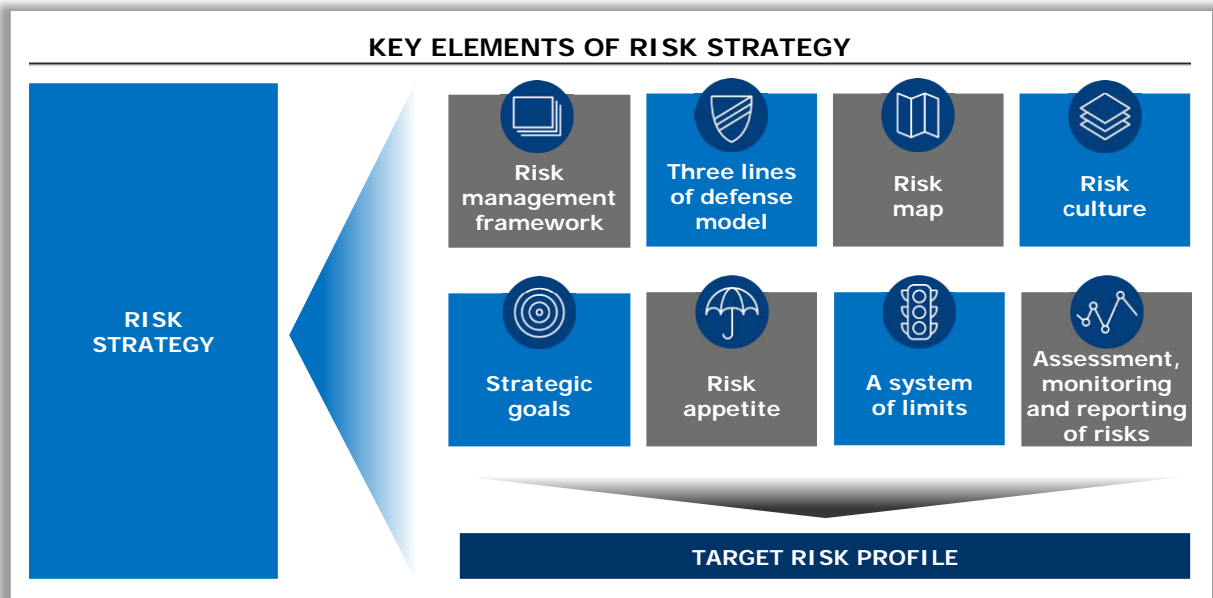 KEY ELEMENTS OF RISK STRATEGY
RISK
STRATEGY
Risk
management
framework
Three lines
of defense
model
Risk
map
Risk
culture
Strategic
goals
Risk
appetite
A system
of limits
Assessment,
monitoring
and reporting
of risks
TARGET RISK PROFILE